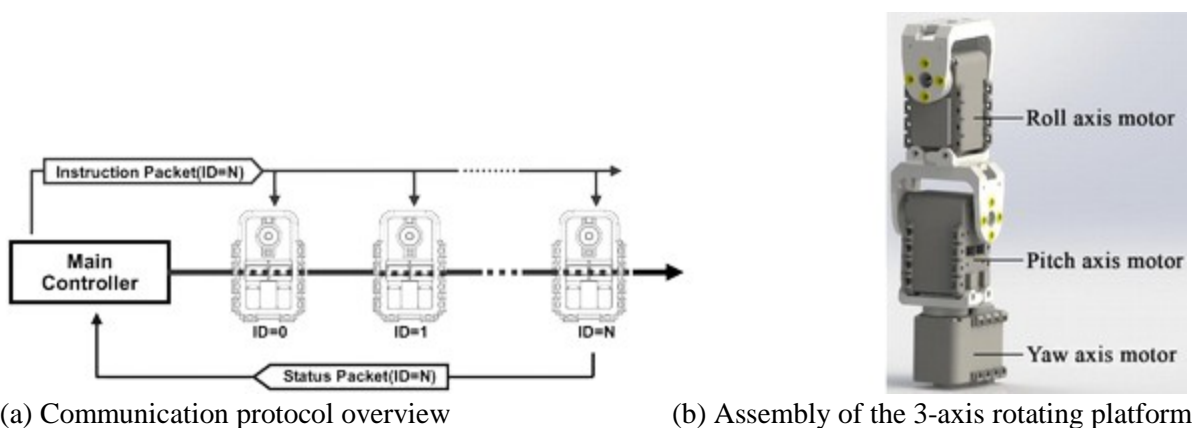 Instruction Packet(ID=N)
Main
Controller
ID=0
ID=1
ID=N
Status Packet(ID=N)
Roll axis motor
Pitch axis motor
Yaw axis motor
(a) Communication protocol overview
(b) Assembly of the 3-axis rotating platform